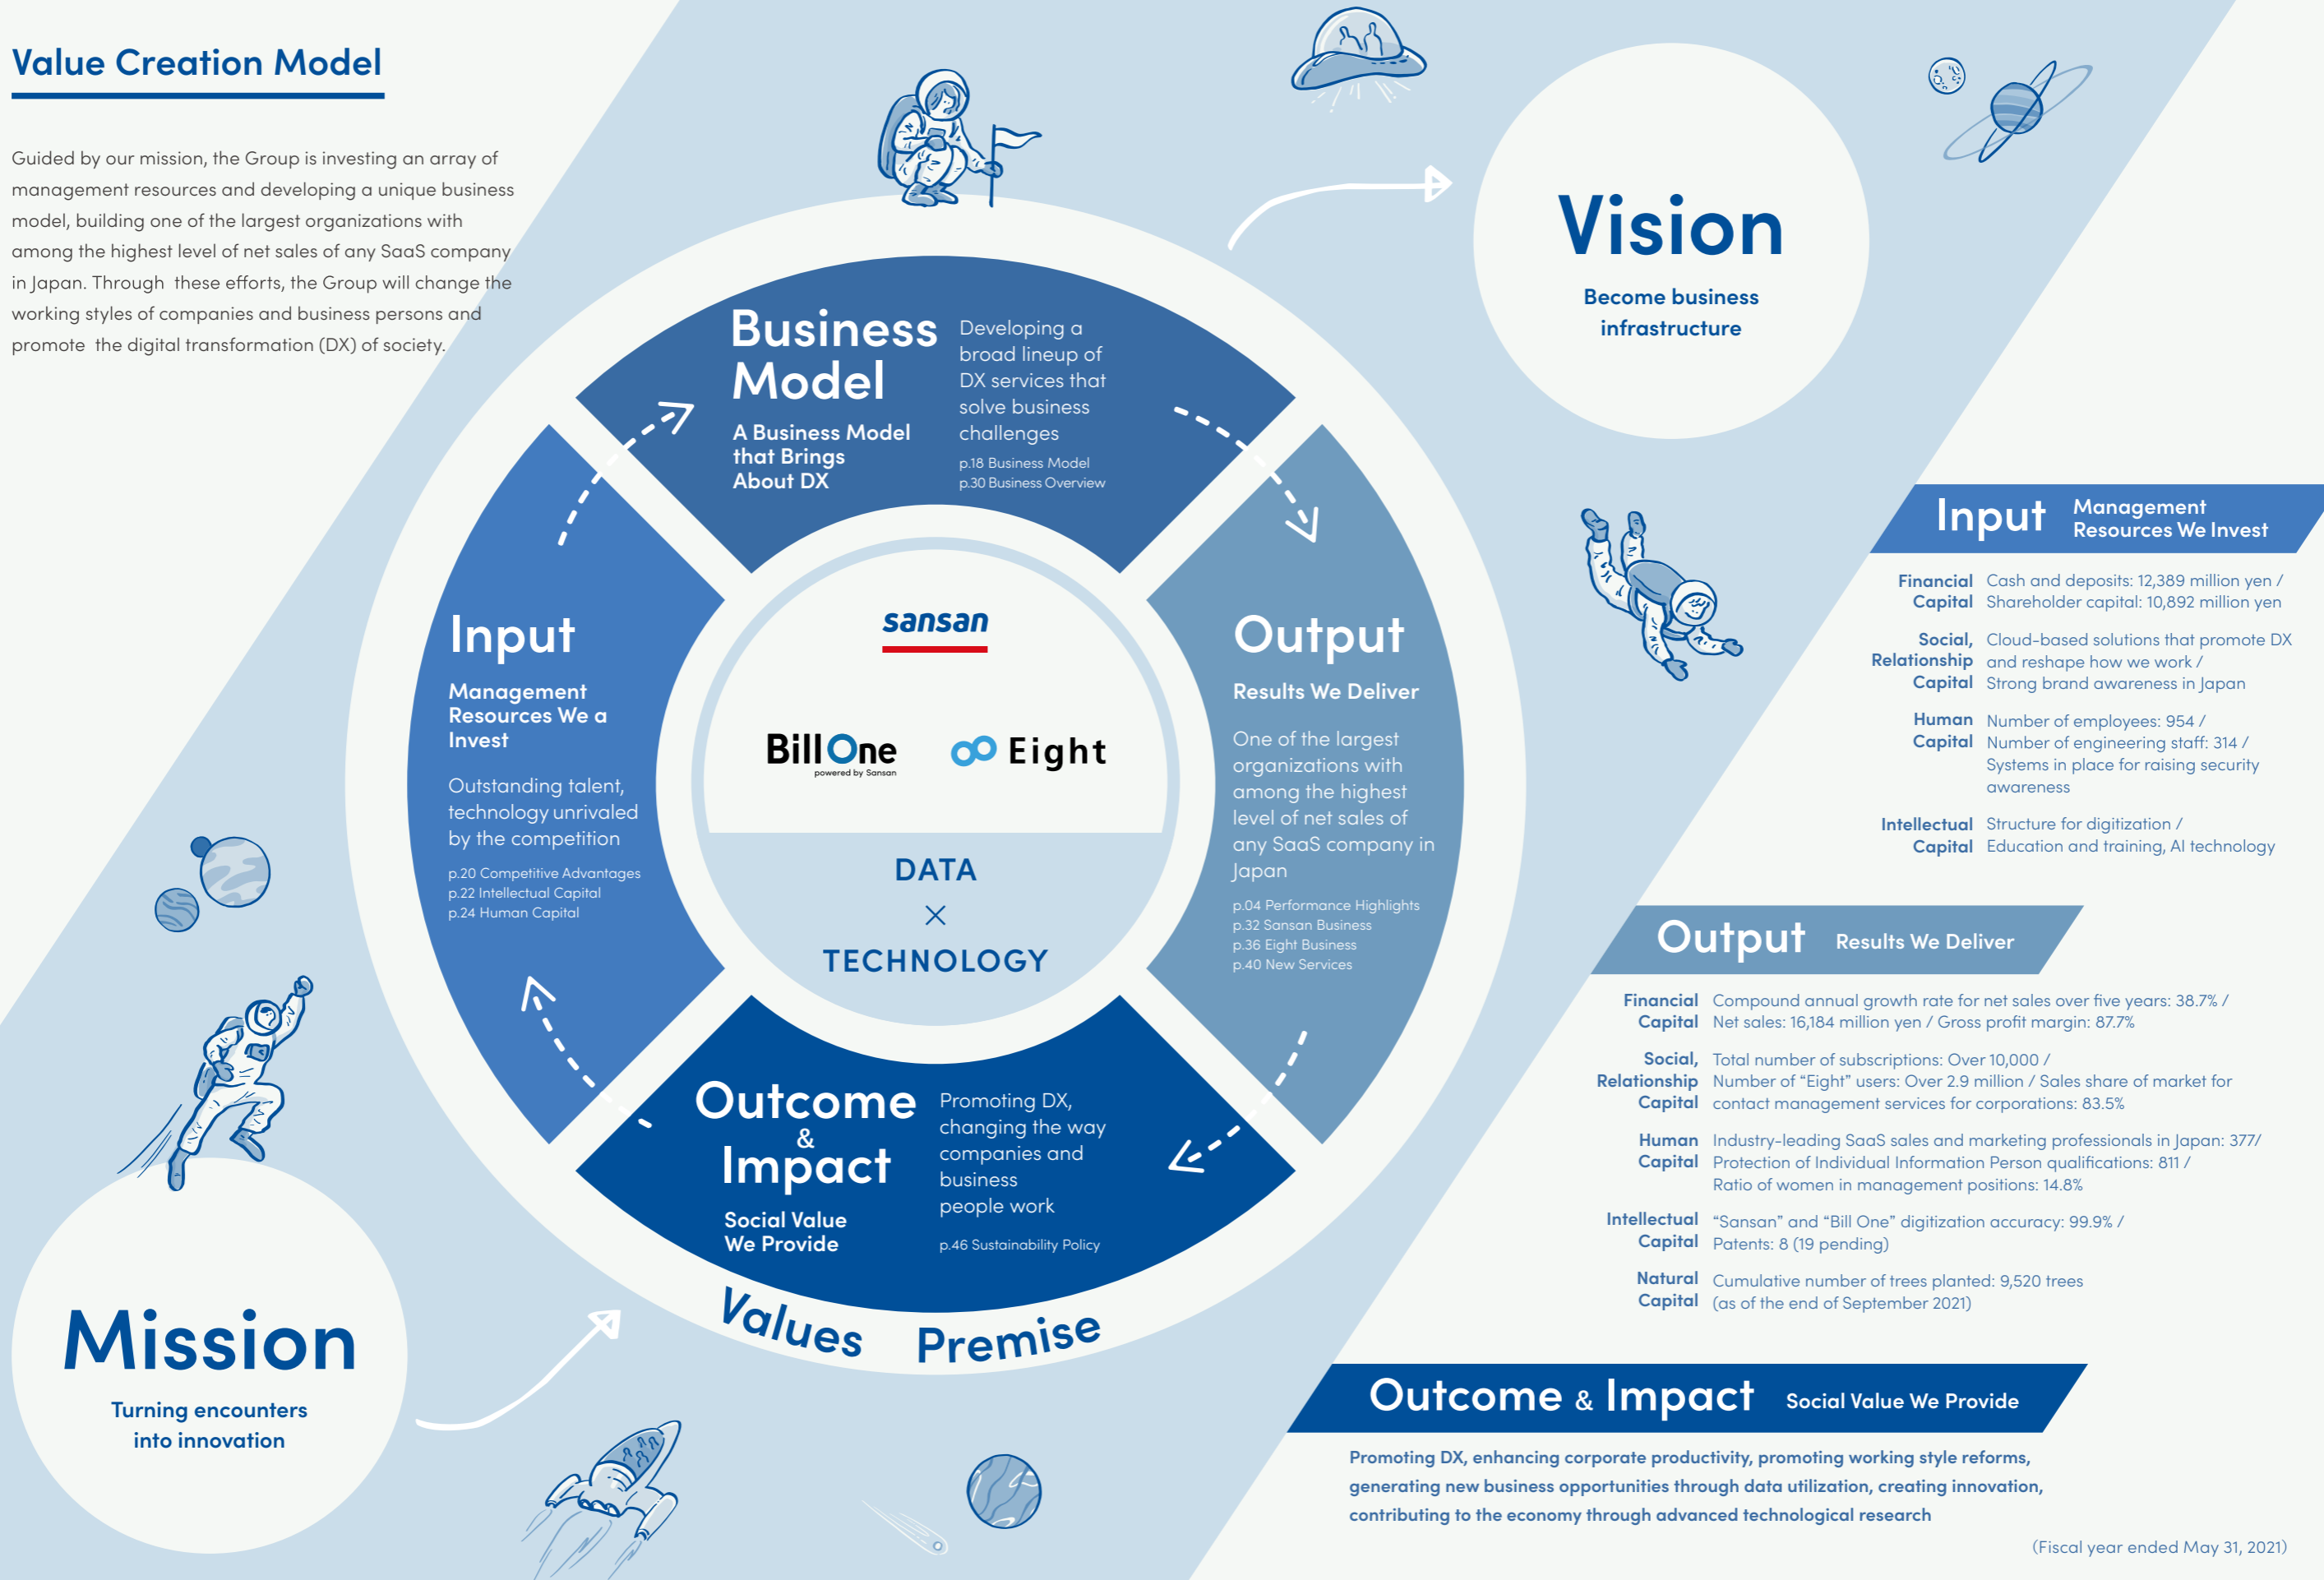 Value Creation Model
Guided by our mission, the Group is investing an array of
management resources and developing a unique business
model, building one of the largest organizations with
among the highest level of net sales of any SaaS company
in Japan. Through these efforts, the Group will change the
working styles of companies and business persons and
promote the digital transformation (DX) of society.
Vision
Become business
infrastructure
Business
Model
A Business Model
that Brings
About DX
Developing a
broad lineup of
DX services that
solve business
challenges
p.18 Business Model
p.30 Business Overview
Input
Management
Resources We a
Invest
Outstanding talent,
technology unrivaled
by the competition
p.20 Competitive Advantages
p.22 Intellectual Capital
p.24 Human Capital
sansan
Bill One
powered by Sansan
Eight
DATA
×
TECHNOLOGY
Output
Results We Deliver
One of the largest
organizations with
among the highest
level of net sales of
any SaaS company in
Japan
p.04 Performance Highlights
p.32 Sansan Business
p.36 Eight Business
p.40 New Services
Outcome
&
Impact
Social Value
We Provide
Promoting DX,
changing the way
companies and
business
people work
p.46 Sustainability Policy
Values Premise
Mission
Turning encounters
into innovation
Input
Management
Resources We Invest
Financial
Capital
Cash and deposits: 12,389 million yen /
Shareholder capital: 10,892 million yen
Social,
Relationship
Capital
Cloud-based solutions that promote DX
and reshape how we work /
Strong brand awareness in Japan
Human
Capital
Number of employees: 954 /
Number of engineering staff: 314 /
Systems in place for raising security
awareness
Intellectual
Capital
Structure for digitization /
Education and training, AI technology
Output
Results We Deliver
Financial
Capital
Compound annual growth rate for net sales over five years: 38.7% /
Net sales: 16,184 million yen / Gross profit margin: 87.7%
Social,
Relationship
Capital
Total number of subscriptions: Over 10,000 /
Number of “Eight” users: Over 2.9 million / Sales share of market for
contact management services for corporations: 83.5%
Human
Capital
Industry-leading SaaS sales and marketing professionals in Japan: 377/
Protection of Individual Information Person qualifications: 811 /
Ratio of women in management positions: 14.8%
Intellectual
Capital
“Sansan” and “Bill One” digitization accuracy: 99.9% /
Patents: 8 (19 pending)
Natural
Capital
Cumulative number of trees planted: 9,520 trees
(as of the end of September 2021)
Outcome & Impact
Social Value We Provide
Promoting DX, enhancing corporate productivity, promoting working style reforms,
generating new business opportunities through data utilization, creating innovation,
contributing to the economy through advanced technological research
(Fiscal year ended May 31, 2021)